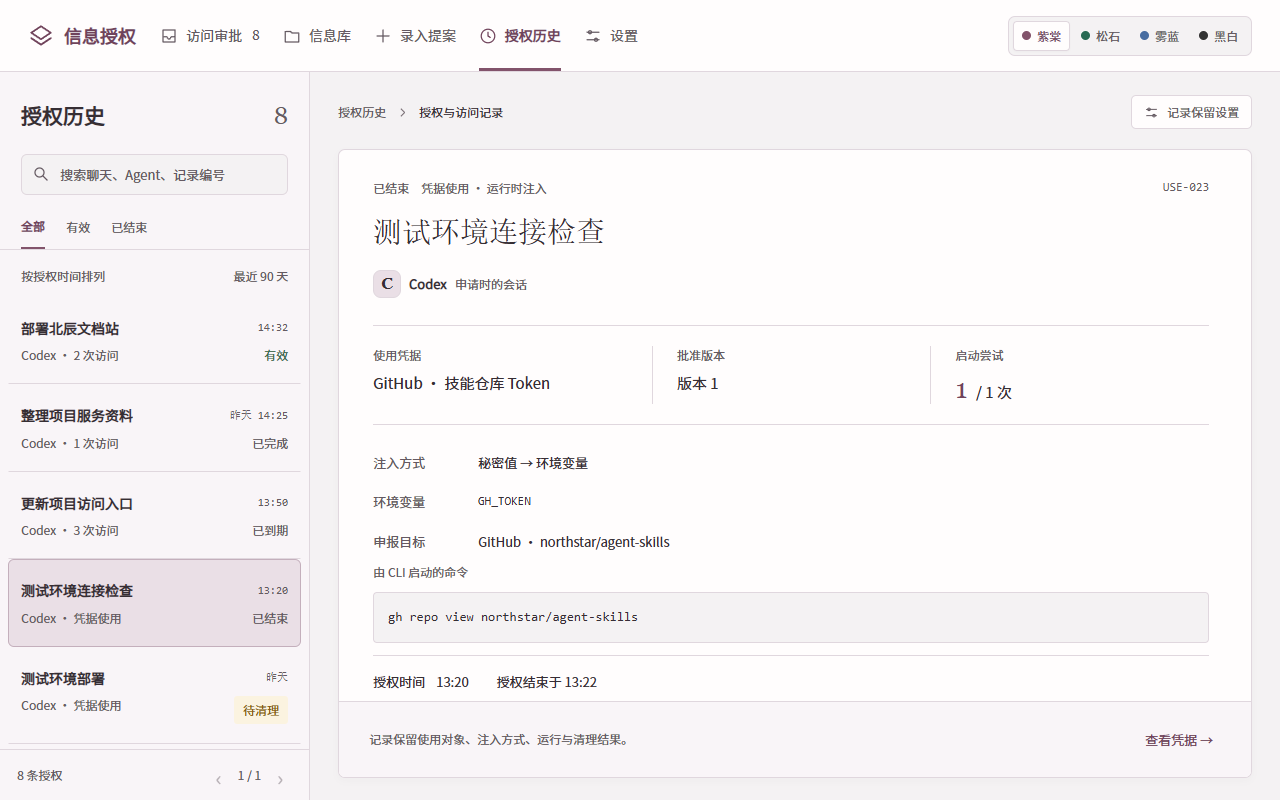 信息授权
访问审批 8
信息库
录入提案
授权历史
设置
紫棠
松石
雾蓝
黑白
授权历史 8
搜索聊天、Agent、记录编号
全部 有效 已结束
按授权时间排列 最近 90 天
部署北辰文档站 14:32
Codex · 2 次访问 有效
整理项目服务资料 昨天 14:25
Codex · 1 次访问 已完成
更新项目访问入口 13:50
Codex · 3 次访问 已到期
测试环境连接检查 13:20
Codex · 凭据使用 已结束
测试环境部署 昨天
Codex · 凭据使用 待清理
8 条授权 ‹ 1 / 1 ›
授权历史 > 授权与访问记录
记录保留设置
已结束 凭据使用 · 运行时注入 USE-023
测试环境连接检查
C Codex 申请时的会话
使用凭据 批准版本 启动尝试
GitHub · 技能仓库 Token 版本 1 1 / 1 次
注入方式 秘密值 → 环境变量
环境变量 GH_TOKEN
申报目标 GitHub · northstar/agent-skills
由 CLI 启动的命令
gh repo view northstar/agent-skills
授权时间 13:20 授权结束于 13:22
记录保留使用对象、注入方式、运行与清理结果。 查看凭据 →